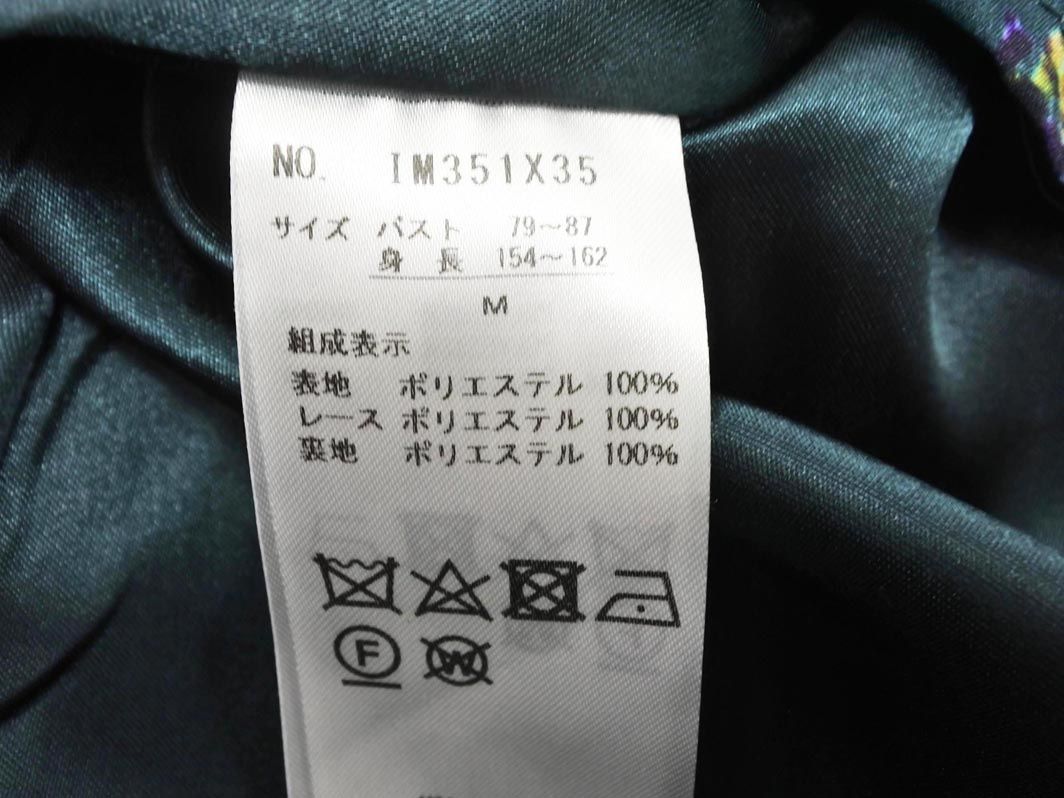 NO. IM351X35
サイズ バスト 79～87
身長 154～162
M
組成表示
表地 ポリエステル 100%
レース ポリエステル 100%
裏地 ポリエステル 100%
F
W